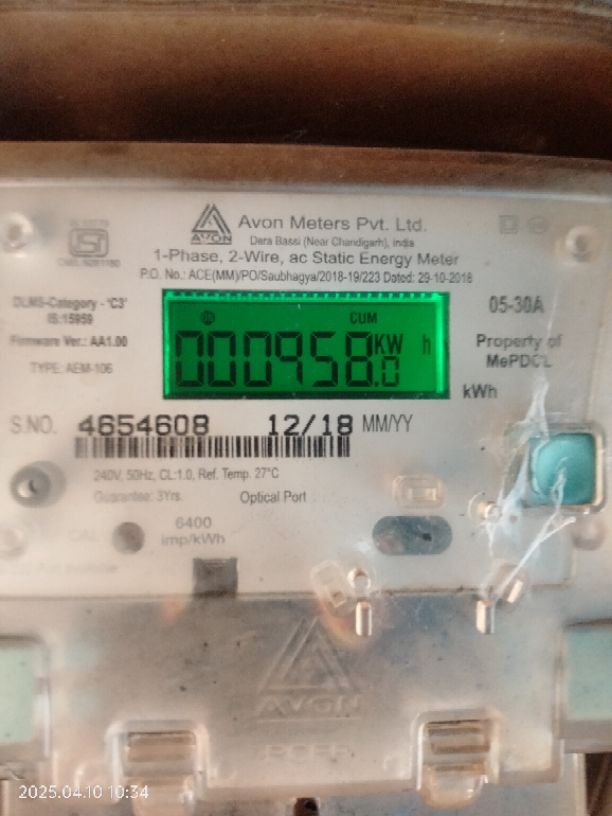 AVON
Avon Meters Pvt. Ltd.
Dera Bassi (Near Chandigarh), India
1-Phase, 2-Wire, ac Static Energy Meter
P.O. No.: ACE(MM)/PO/Saubhagya/2018-19/223 Dated: 29-10-2018
DLMS-Category - 'C3'
IS:15959
Firmware Ver.: AA1.00
TYPE: AEM-106
CUM
000958.0 KW h
05-30A
Property of
MePDCL
kWh
S.NO. 4654608 12/18 MM/YY
240V, 50Hz, CL:1.0, Ref. Temp. 27°C
Guarantee: 3Yrs. Optical Port
CAL
6400
imp/kWh
AVON
2025.04.10 10:34